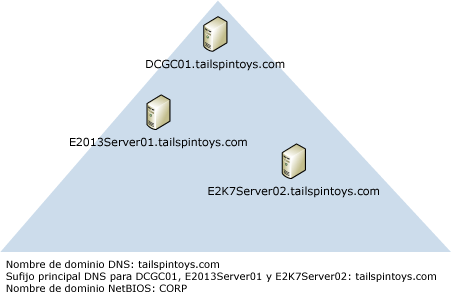 DCGC01.tailspintoys.com
E2013Server01.tailspintoys.com
E2K7Server02.tailspintoys.com
Nombre de dominio DNS: tailspintoys.com
Sufijo principal DNS para DCGC01, E2013Server01 y E2K7Server02: tailspintoys.com
Nombre de dominio NetBIOS: CORP